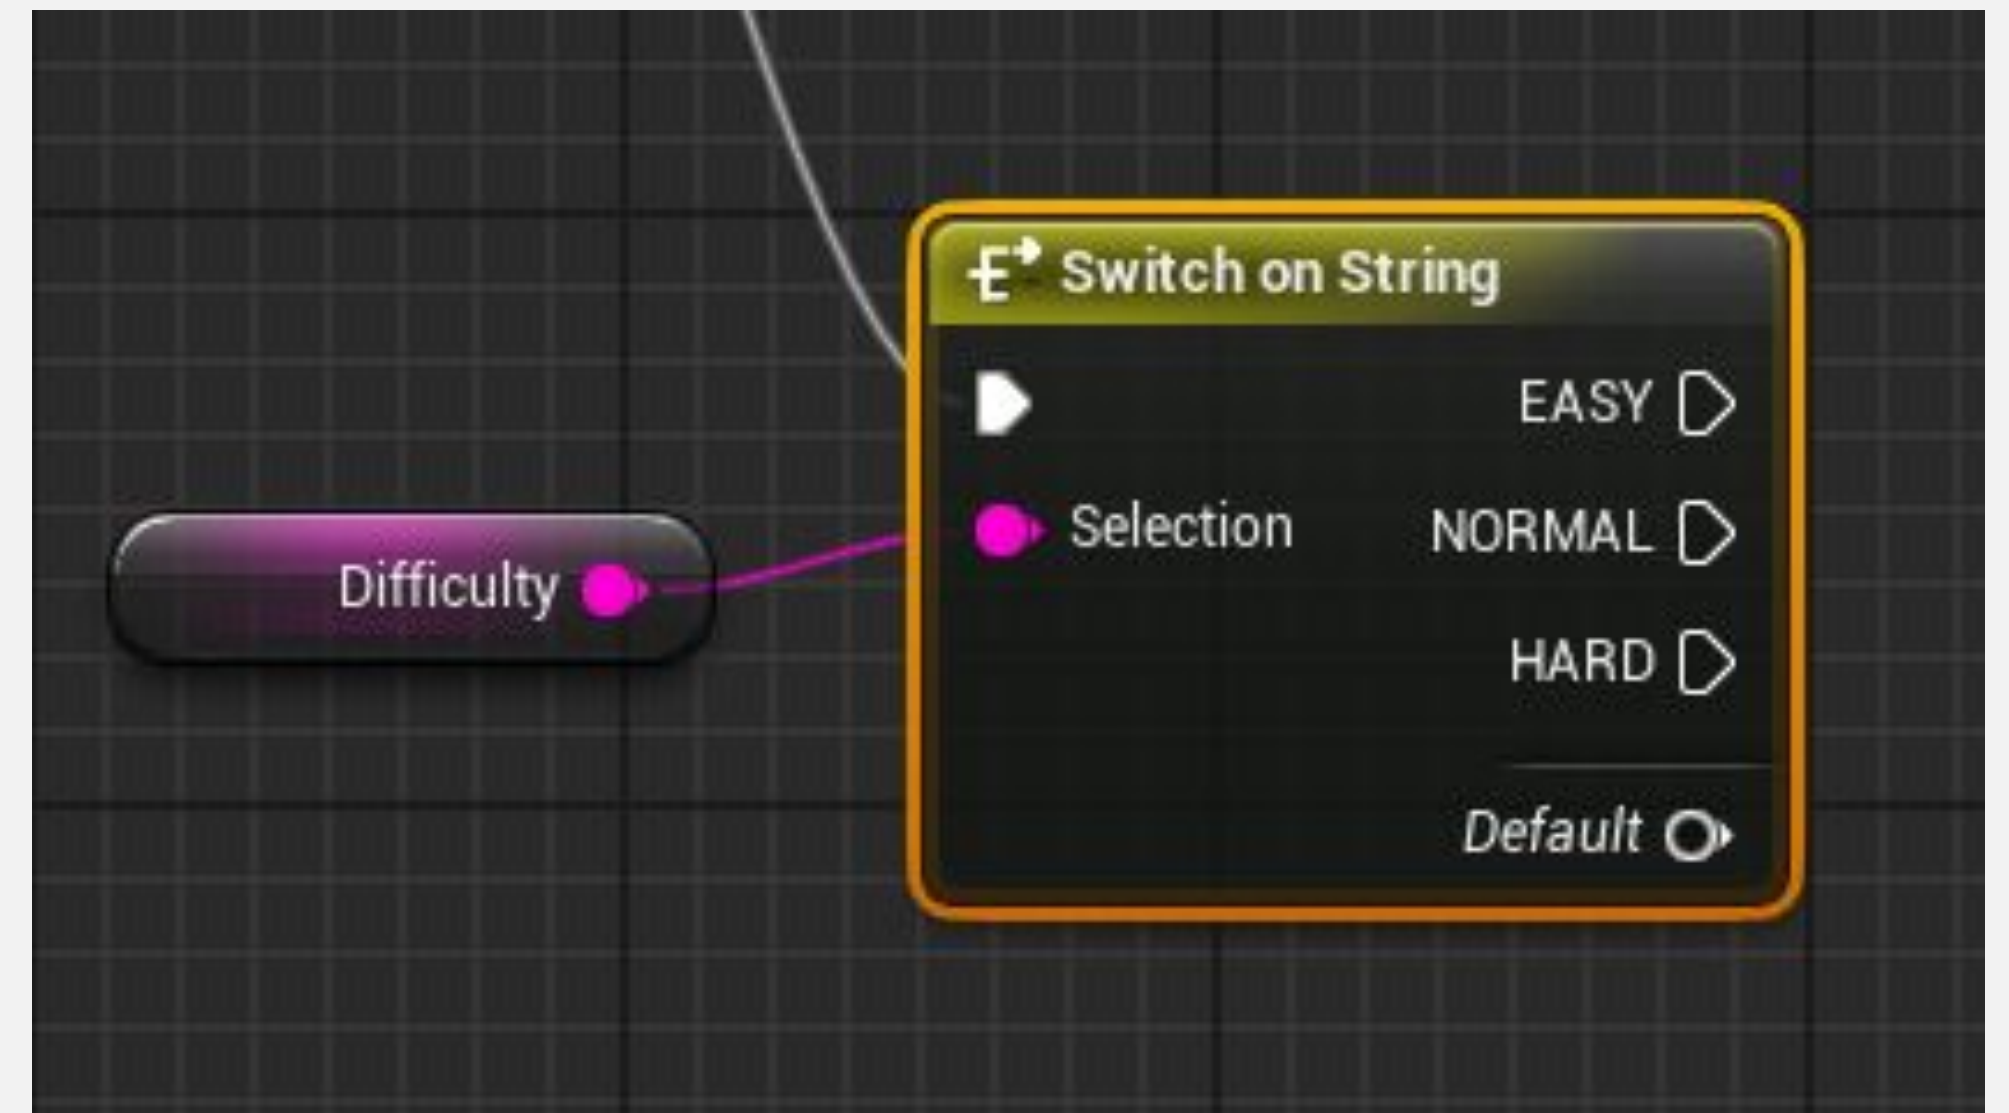 Switch on String
EASY
Selection
NORMAL
Difficulty
HARD
Default